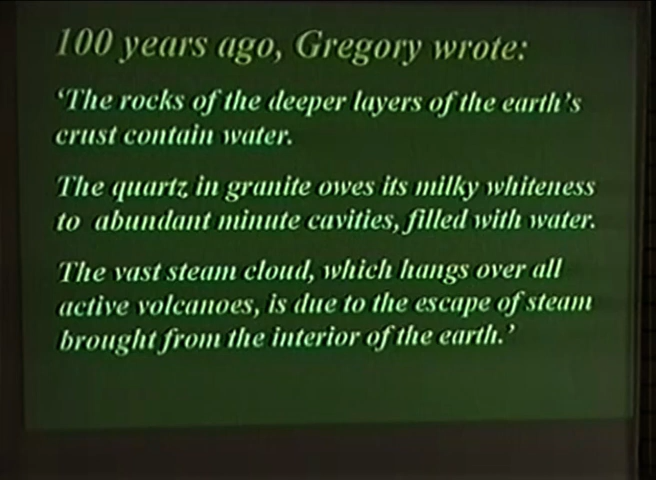 100 years ago, Gregory wrote:
‘The rocks of the deeper layers of the earth’s
crust contain water.
The quartz in granite owes its milky whiteness
to abundant minute cavities, filled with water.
The vast steam cloud, which hangs over all
active volcanoes, is due to the escape of steam
brought from the interior of the earth.’